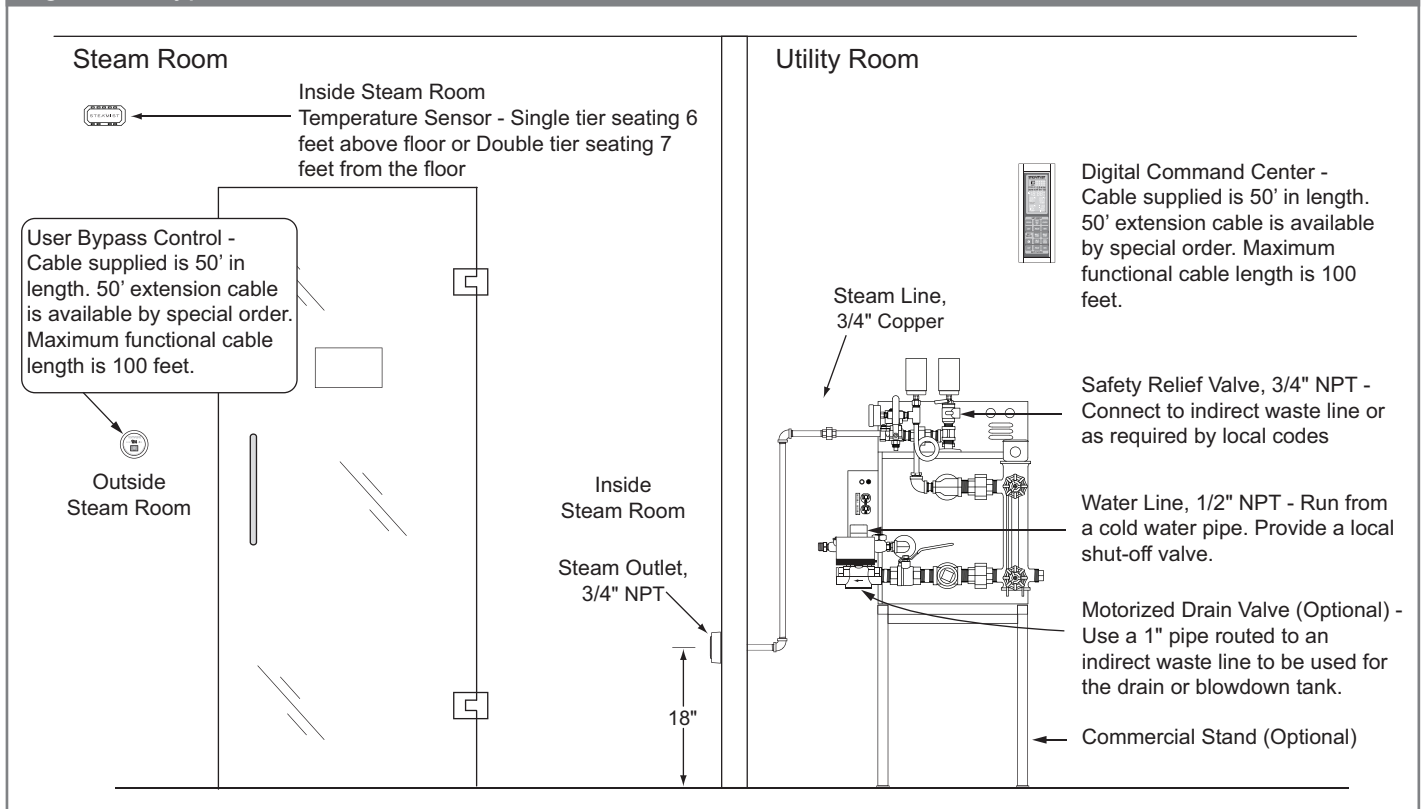 Steam Room
Utility Room
Inside Steam Room
Temperature Sensor - Single tier seating 6
feet above floor or Double tier seating 7
feet from the floor
STEAMIST
User Bypass Control -
Cable supplied is 50' in
length. 50' extension cable
is available by special order.
Maximum functional cable
length is 100 feet.
Outside
Steam Room
Inside
Steam Room
Steam Outlet,
3/4" NPT
18"
Steam Line,
3/4" Copper
Digital Command Center -
Cable supplied is 50' in length.
50' extension cable is available
by special order. Maximum
functional cable length is 100
feet.
Safety Relief Valve, 3/4" NPT -
Connect to indirect waste line or
as required by local codes
Water Line, 1/2" NPT - Run from
a cold water pipe. Provide a local
shut-off valve.
Motorized Drain Valve (Optional) -
Use a 1" pipe routed to an
indirect waste line to be used for
the drain or blowdown tank.
Commercial Stand (Optional)